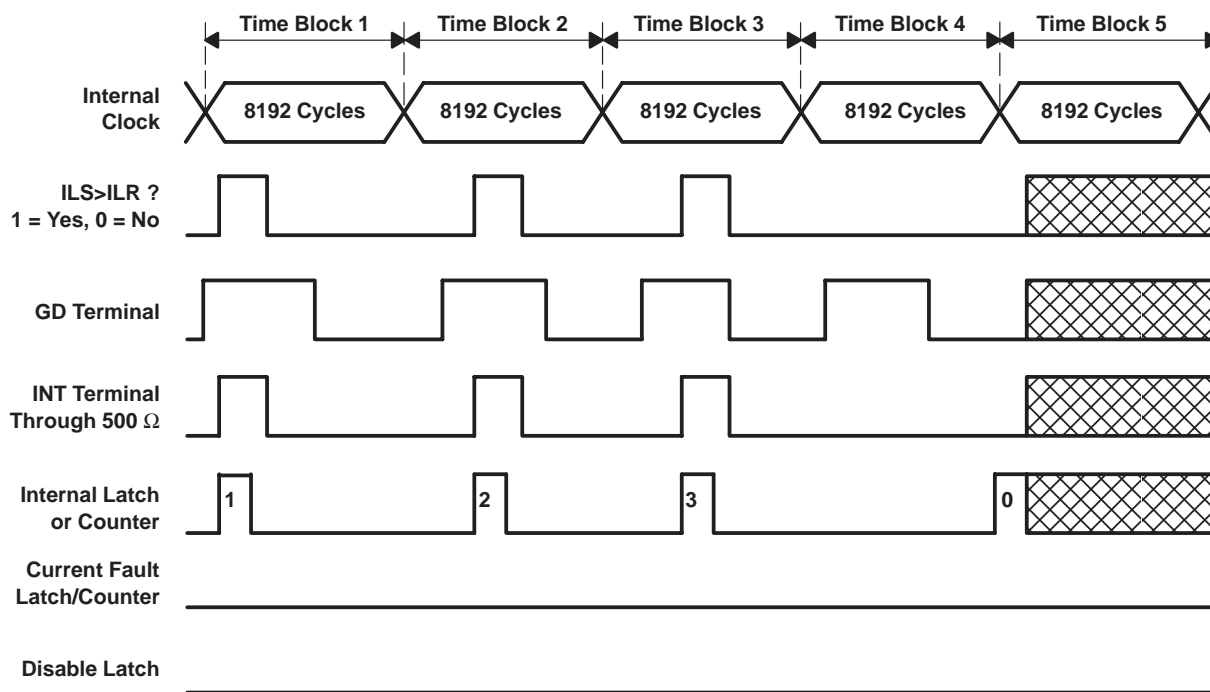 Time Block 1
Time Block 2
Time Block 3
Time Block 4
Time Block 5
Internal
Clock
8192 Cycles
8192 Cycles
8192 Cycles
8192 Cycles
8192 Cycles
ILS>ILR ?
1 = Yes, 0 = No
GD Terminal
INT Terminal
Through 500 Ω
Internal Latch
or Counter
1
2
3
0
Current Fault
Latch/Counter
Disable Latch